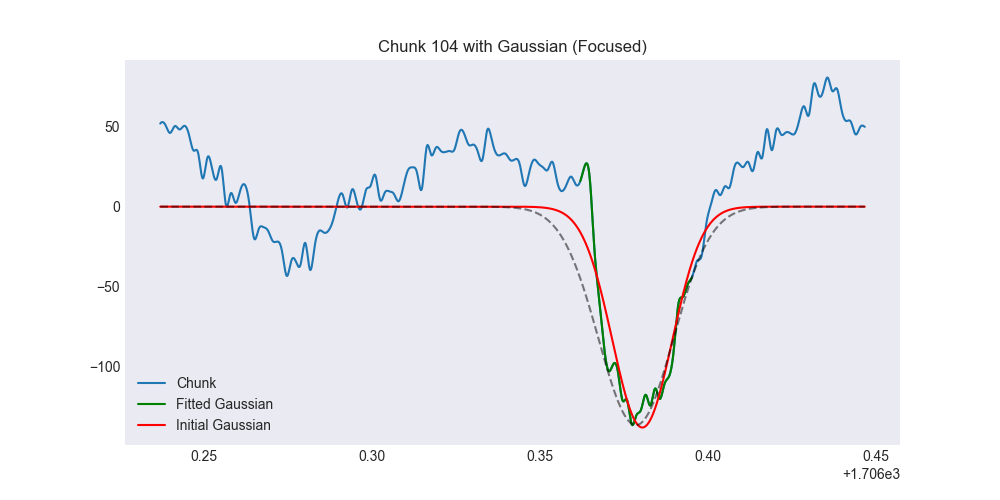 Chunk 104 with Gaussian (Focused)
50
0
−50
−100
Chunk
Fitted Gaussian
Initial Gaussian
0.25 0.30 0.35 0.40 0.45
+1.706e3